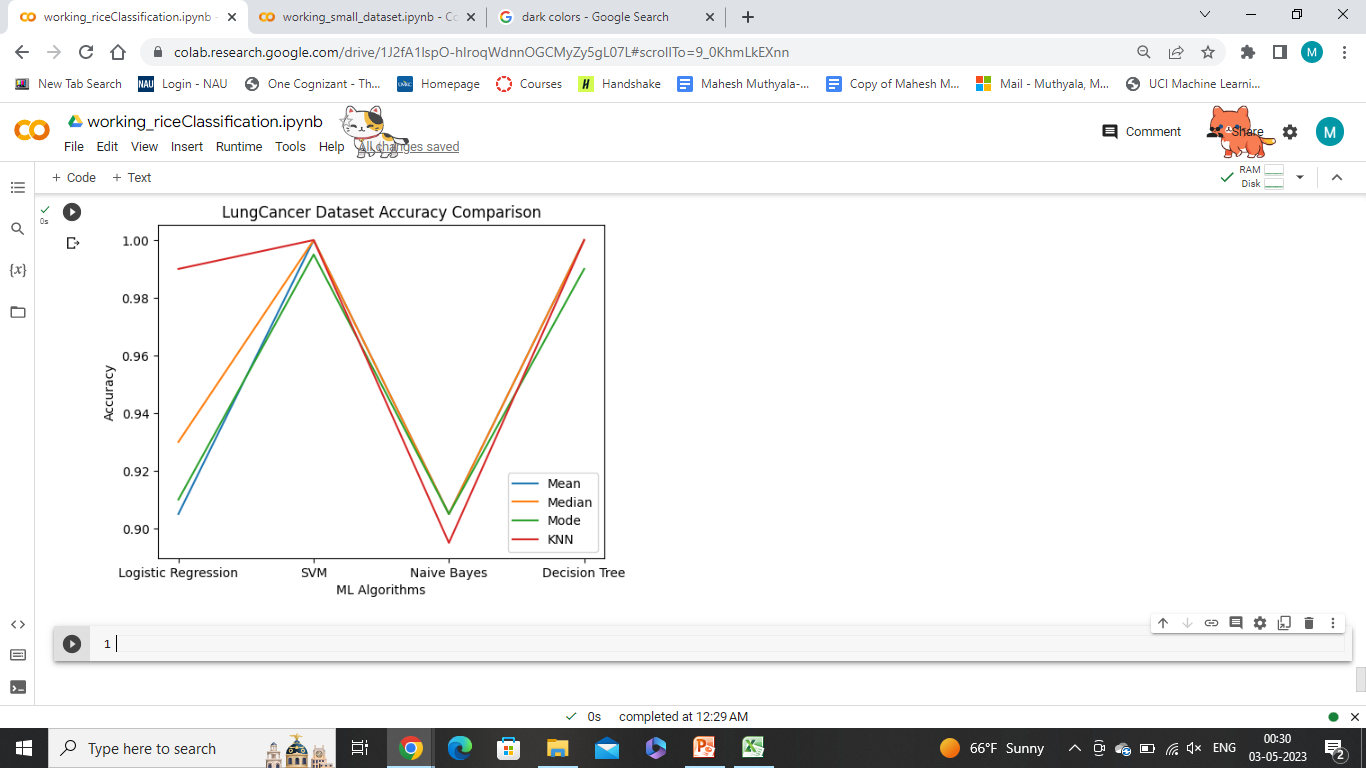 working_riceClassification.ipynb -
working_small_dataset.ipynb - Cc
dark colors - Google Search
colab.research.google.com/drive/1J2fA1lspO-hIroqWdnnOGCMyZy5gL07L#scrollTo=9_0KhmLkEXnn
M
New Tab Search
NAU Login - NAU
One Cognizant - Th...
Homepage
Courses
H Handshake
Mahesh Muthyala-...
Copy of Mahesh M...
Mail - Muthyala, M...
UCI Machine Learni...
working_riceClassification.ipynb
Comment
Share
M
File Edit View Insert Runtime Tools Help All changes saved
+ Code + Text
RAM
Disk
0s
{x}
LungCancer Dataset Accuracy Comparison
1.00
0.98
0.96
0.94
0.92
0.90
Accuracy
Mean
Median
Mode
KNN
Logistic Regression SVM Naive Bayes Decision Tree
ML Algorithms
1
0s completed at 12:29 AM
Type here to search
66°F Sunny
ENG
00:30
03-05-2023
2